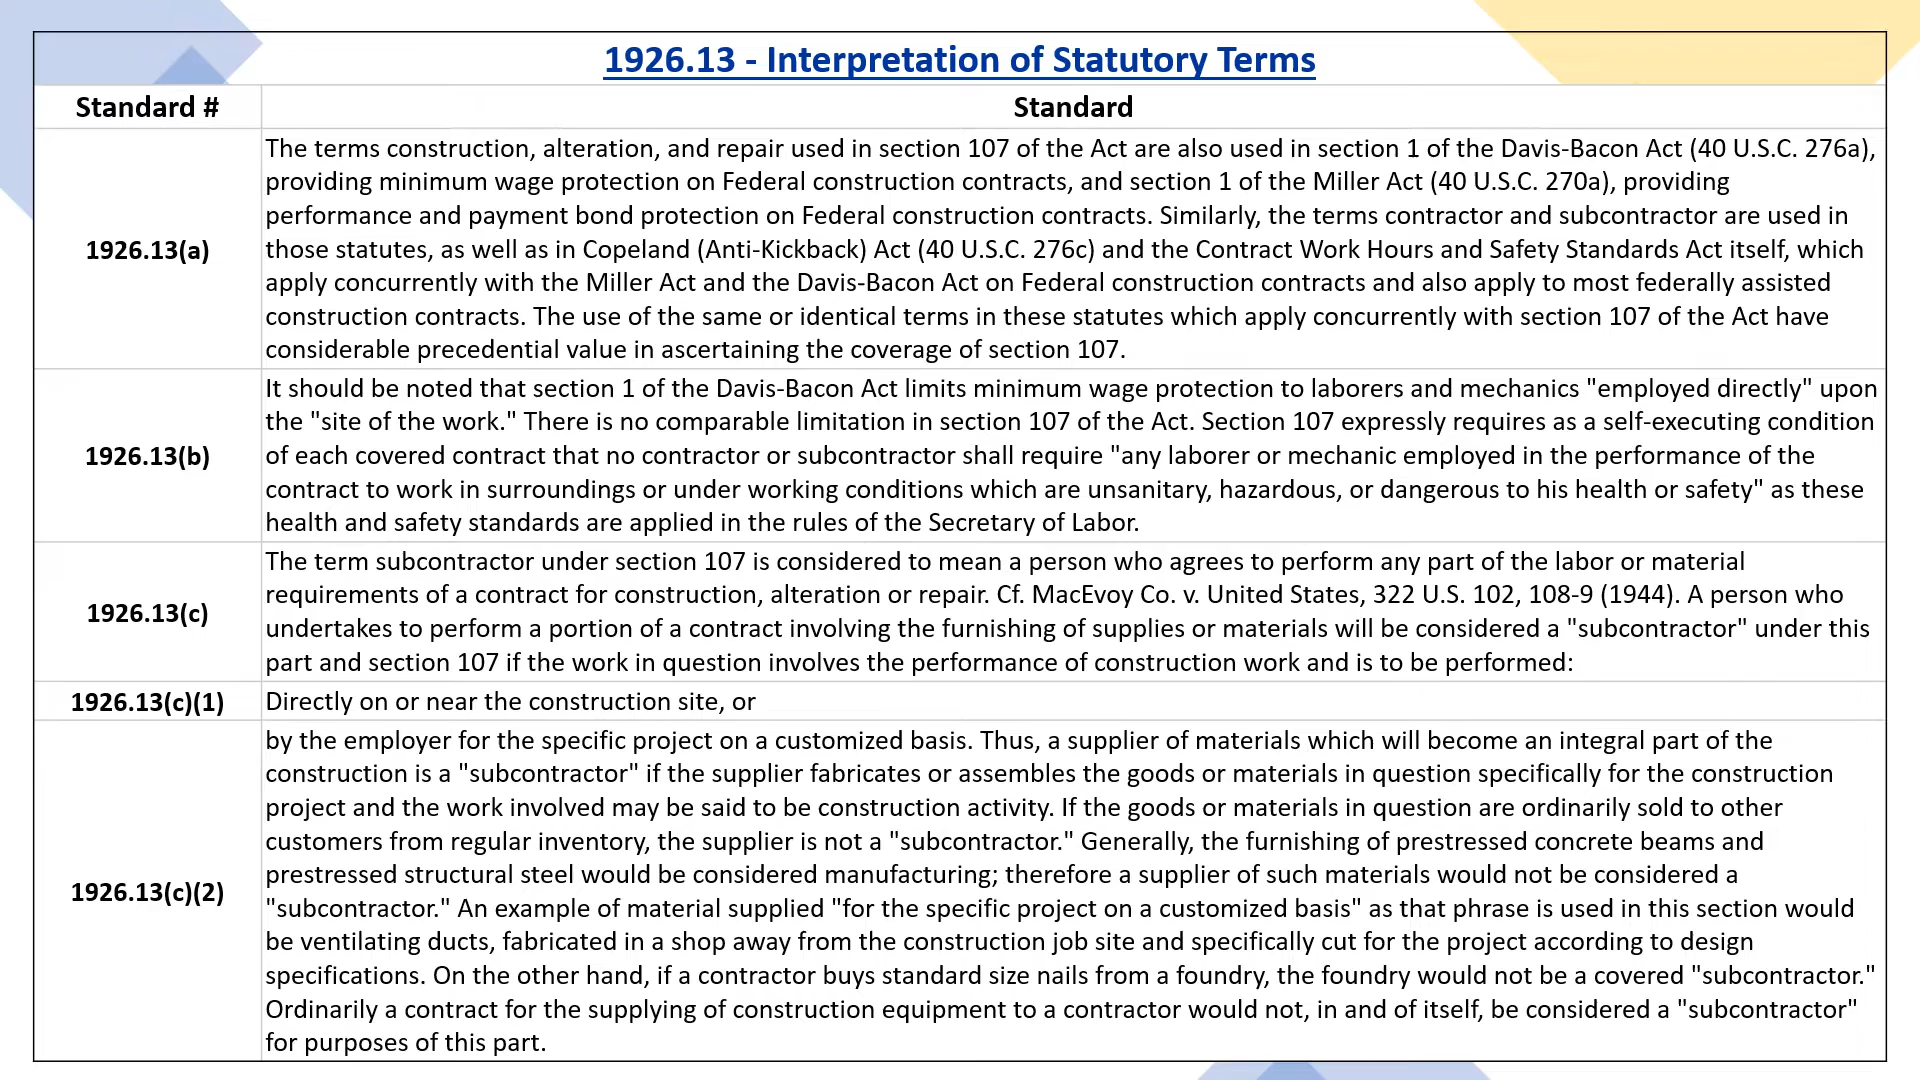 1926.13 - Interpretation of Statutory Terms
Standard #
Standard
1926.13(a)
The terms construction, alteration, and repair used in section 107 of the Act are also used in section 1 of the Davis-Bacon Act (40 U.S.C. 276a),
providing minimum wage protection on Federal construction contracts, and section 1 of the Miller Act (40 U.S.C. 270a), providing
performance and payment bond protection on Federal construction contracts. Similarly, the terms contractor and subcontractor are used in
those statutes, as well as in Copeland (Anti-Kickback) Act (40 U.S.C. 276c) and the Contract Work Hours and Safety Standards Act itself, which
apply concurrently with the Miller Act and the Davis-Bacon Act on Federal construction contracts and also apply to most federally assisted
construction contracts. The use of the same or identical terms in these statutes which apply concurrently with section 107 of the Act have
considerable precedential value in ascertaining the coverage of section 107.
1926.13(b)
It should be noted that section 1 of the Davis-Bacon Act limits minimum wage protection to laborers and mechanics "employed directly" upon
the "site of the work." There is no comparable limitation in section 107 of the Act. Section 107 expressly requires as a self-executing condition
of each covered contract that no contractor or subcontractor shall require "any laborer or mechanic employed in the performance of the
contract to work in surroundings or under working conditions which are unsanitary, hazardous, or dangerous to his health or safety" as these
health and safety standards are applied in the rules of the Secretary of Labor.
1926.13(c)
The term subcontractor under section 107 is considered to mean a person who agrees to perform any part of the labor or material
requirements of a contract for construction, alteration or repair. Cf. MacEvoy Co. v. United States, 322 U.S. 102, 108-9 (1944). A person who
undertakes to perform a portion of a contract involving the furnishing of supplies or materials will be considered a "subcontractor" under this
part and section 107 if the work in question involves the performance of construction work and is to be performed:
1926.13(c)(1)
Directly on or near the construction site, or
1926.13(c)(2)
by the employer for the specific project on a customized basis. Thus, a supplier of materials which will become an integral part of the
construction is a "subcontractor" if the supplier fabricates or assembles the goods or materials in question specifically for the construction
project and the work involved may be said to be construction activity. If the goods or materials in question are ordinarily sold to other
customers from regular inventory, the supplier is not a "subcontractor." Generally, the furnishing of prestressed concrete beams and
prestressed structural steel would be considered manufacturing; therefore a supplier of such materials would not be considered a
"subcontractor." An example of material supplied "for the specific project on a customized basis" as that phrase is used in this section would
be ventilating ducts, fabricated in a shop away from the construction job site and specifically cut for the project according to design
specifications. On the other hand, if a contractor buys standard size nails from a foundry, the foundry would not be a covered "subcontractor."
Ordinarily a contract for the supplying of construction equipment to a contractor would not, in and of itself, be considered a "subcontractor"
for purposes of this part.